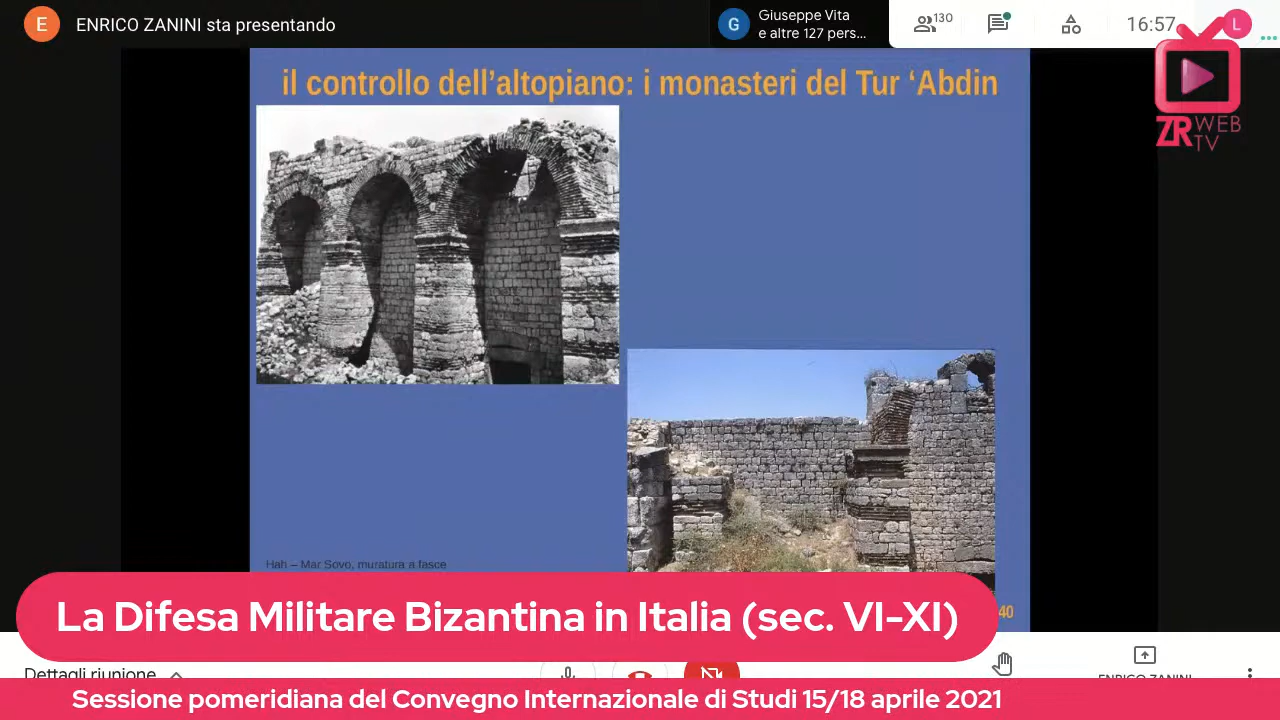 E
ENRICO ZANINI sta presentando
G
Giuseppe Vita
e altre 127 pers...
130
16:57
L
ZR WEB
TV
il controllo dell'altopiano: i monasteri del Tur ‘Abdin
Hah – Mar Sovo, muratura a fasce
40
La Difesa Militare Bizantina in Italia (sec. VI-XI)
Dettagli riunione
ENRICO ZANINI
Sessione pomeridiana del Convegno Internazionale di Studi 15/18 aprile 2021